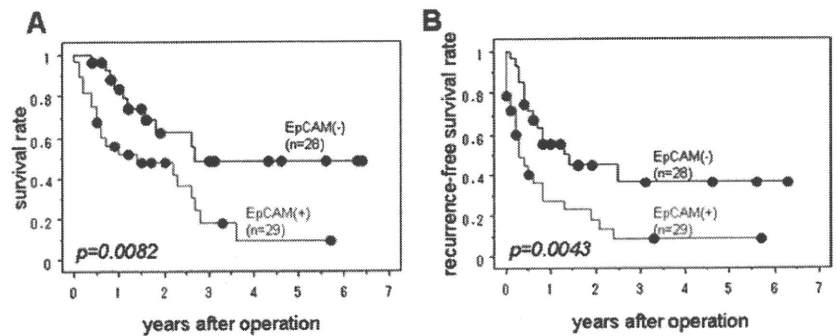 A
survival rate
1
0.8
0.6
0.4
0.2
0
EpCAM(-)
(n=28)
EpCAM(+)
(n=29)
p=0.0082
0 1 2 3 4 5 6 7
years after operation
B
recurrence-free survival rate
1
0.8
0.6
0.4
0.2
0
EpCAM(-)
(n=28)
EpCAM(+)
(n=29)
p=0.0043
0 1 2 3 4 5 6 7
years after operation